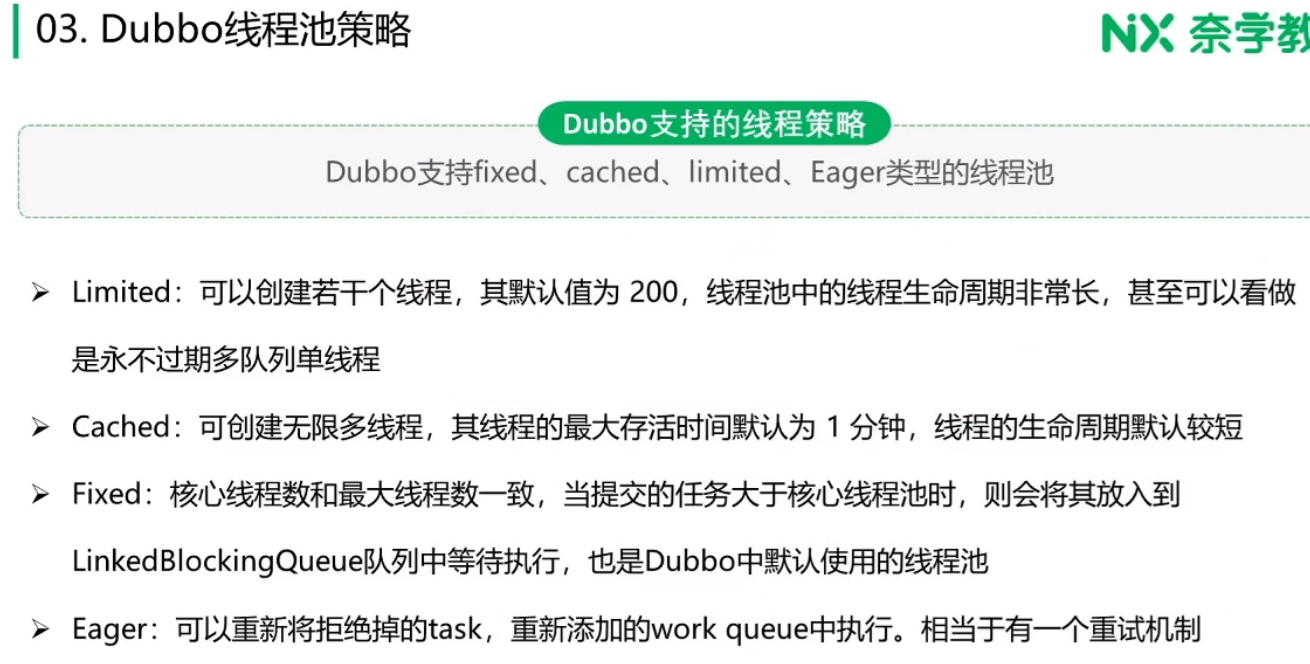 03. Dubbo线程池策略
NiX 奈学教
Dubbo支持的线程策略
Dubbo支持fixed、cached、limited、Eager类型的线程池
➤ Limited：可以创建若干个线程，其默认值为 200，线程池中的线程生命周期非常长，甚至可以看做
是永不过期多队列单线程
➤ Cached：可创建无限多线程，其线程的最大存活时间默认为 1 分钟，线程的生命周期默认较短
➤ Fixed：核心线程数和最大线程数一致，当提交的任务大于核心线程池时，则会将其放入到
LinkedBlockingQueue队列中等待执行，也是Dubbo中默认使用的线程池
➤ Eager：可以重新将拒绝掉的task，重新添加的work queue中执行。相当于有一个重试机制